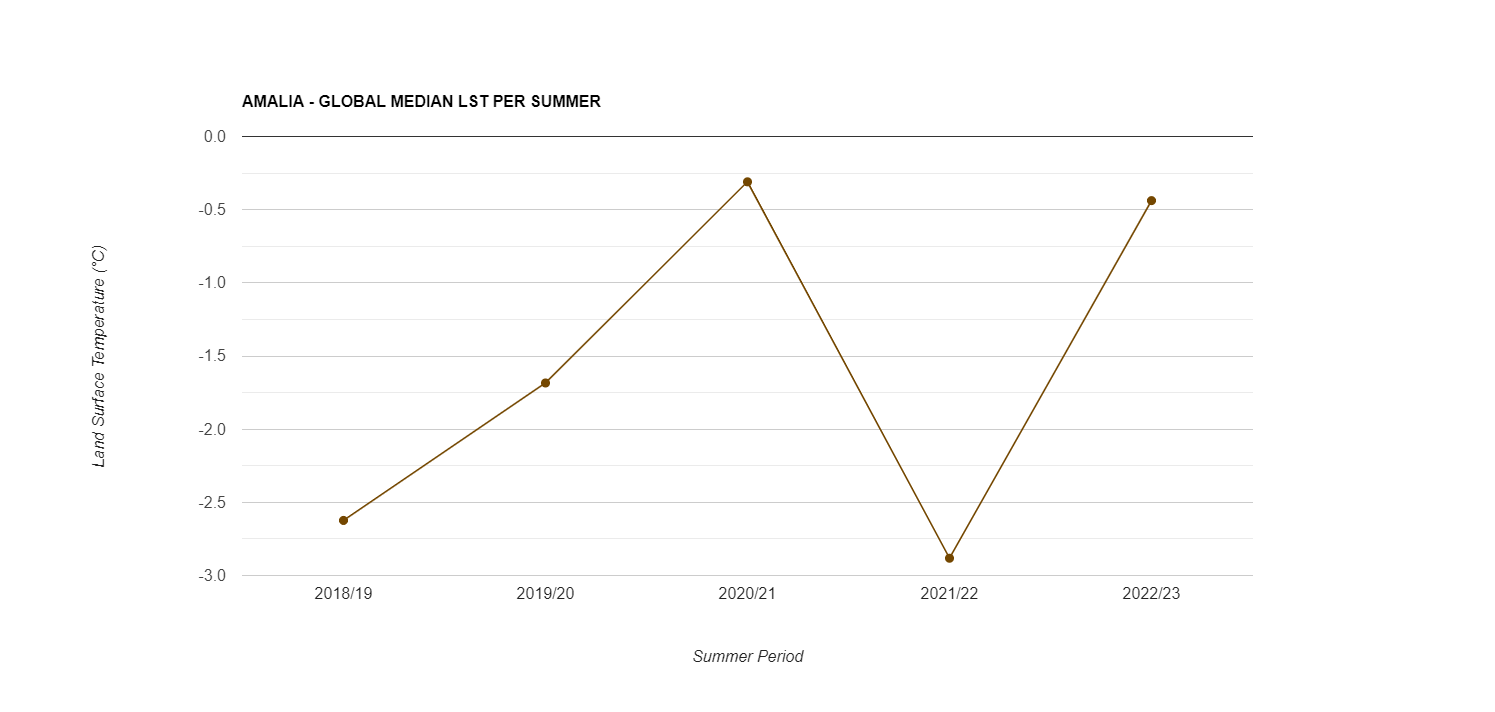 AMALIA - GLOBAL MEDIAN LST PER SUMMER
0.0
-0.5
-1.0
-1.5
-2.0
-2.5
-3.0
Land Surface Temperature (°C)
2018/19 2019/20 2020/21 2021/22 2022/23
Summer Period